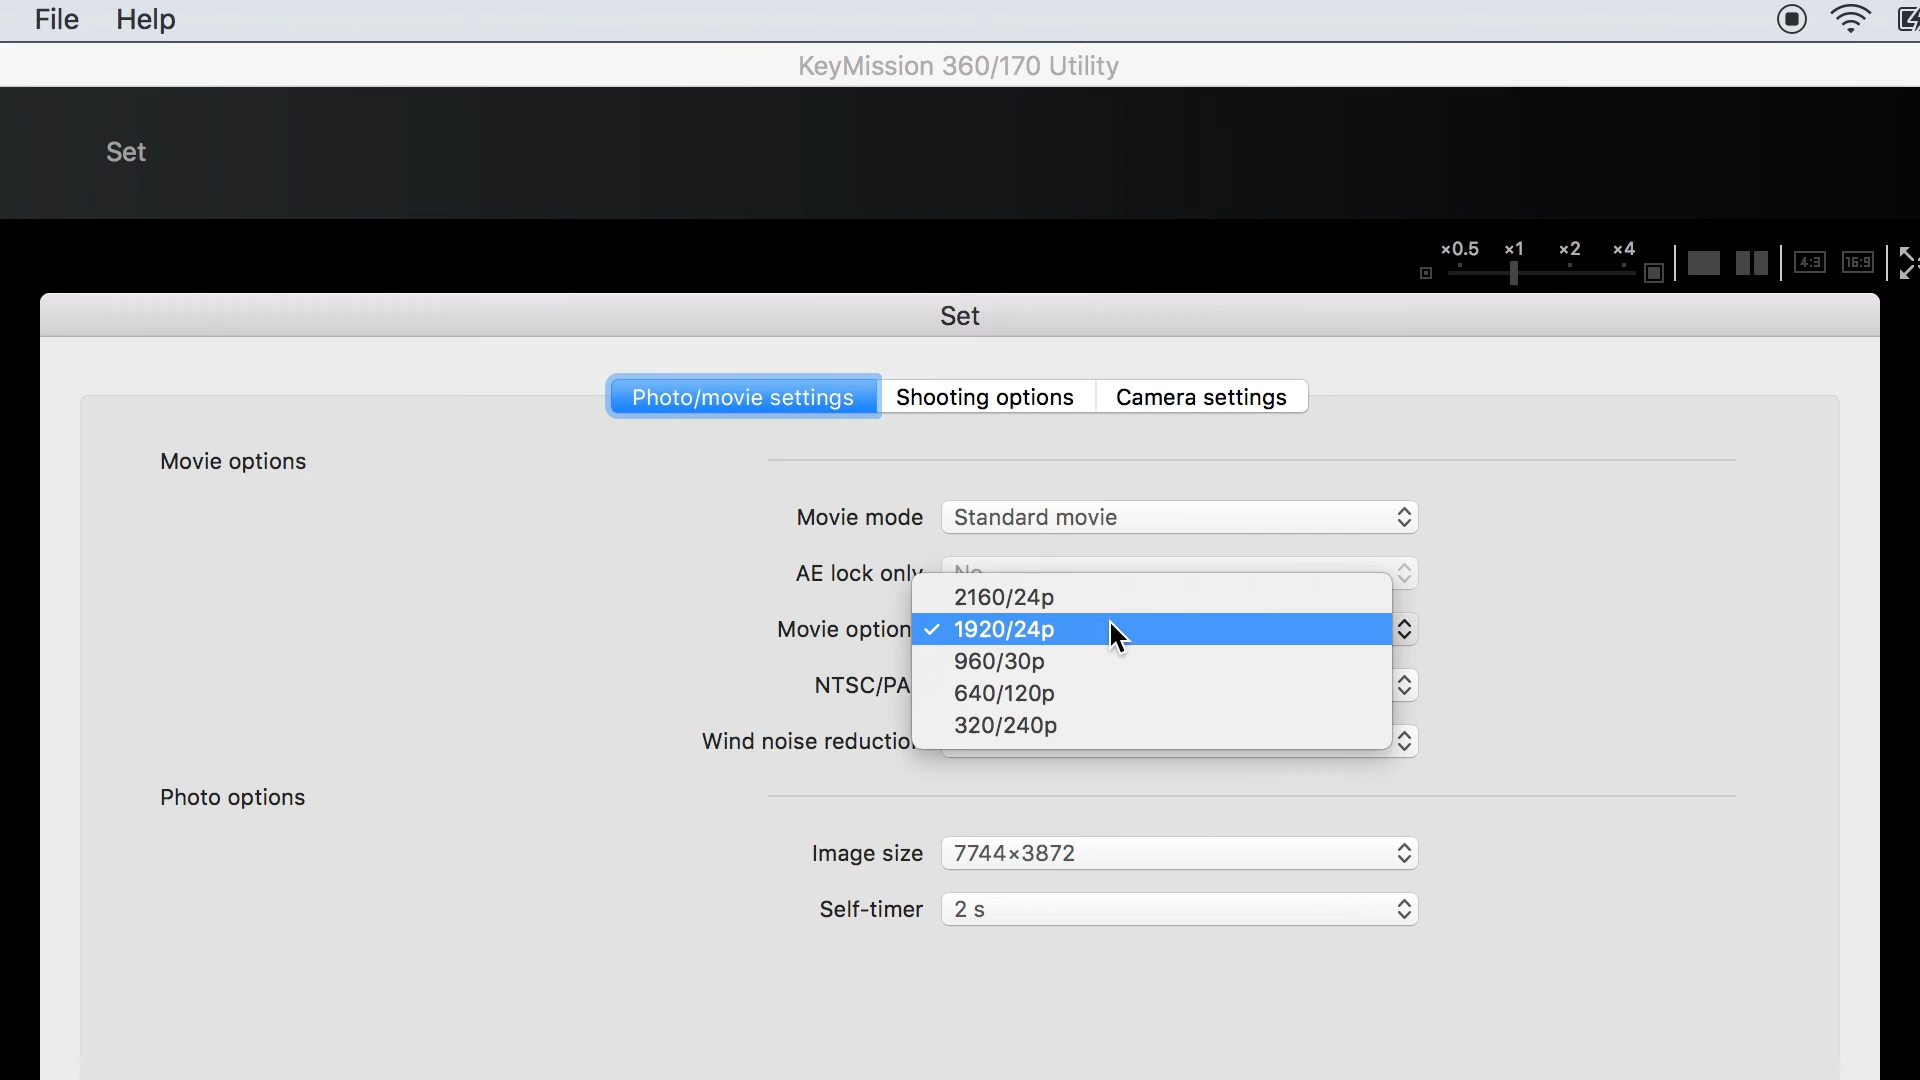 File Help
KeyMission 360/170 Utility
Set
×0.5 ×1 ×2 ×4
4:3 16:9
Set
Photo/movie settings Shooting options Camera settings
Movie options
Movie mode Standard movie
AE lock only No
2160/24p
Movie option ✓ 1920/24p
960/30p
NTSC/PA 640/120p
320/240p
Wind noise reduction
Photo options
Image size 7744×3872
Self-timer 2 s